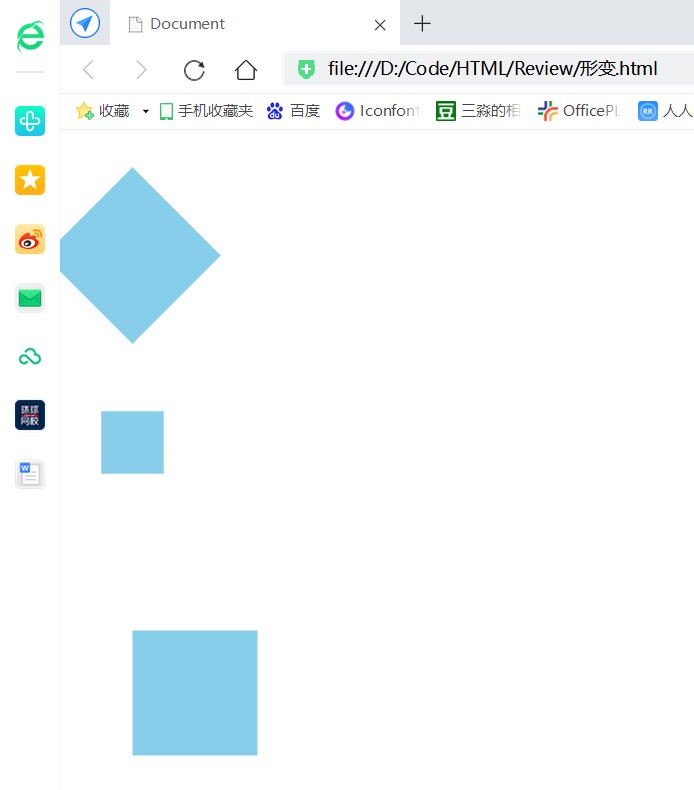 Document
file:///D:/Code/HTML/Review/形变.html
收藏 手机收藏夹 百度 Iconfont 三淼的相 OfficePL 人人
环球
网校
W